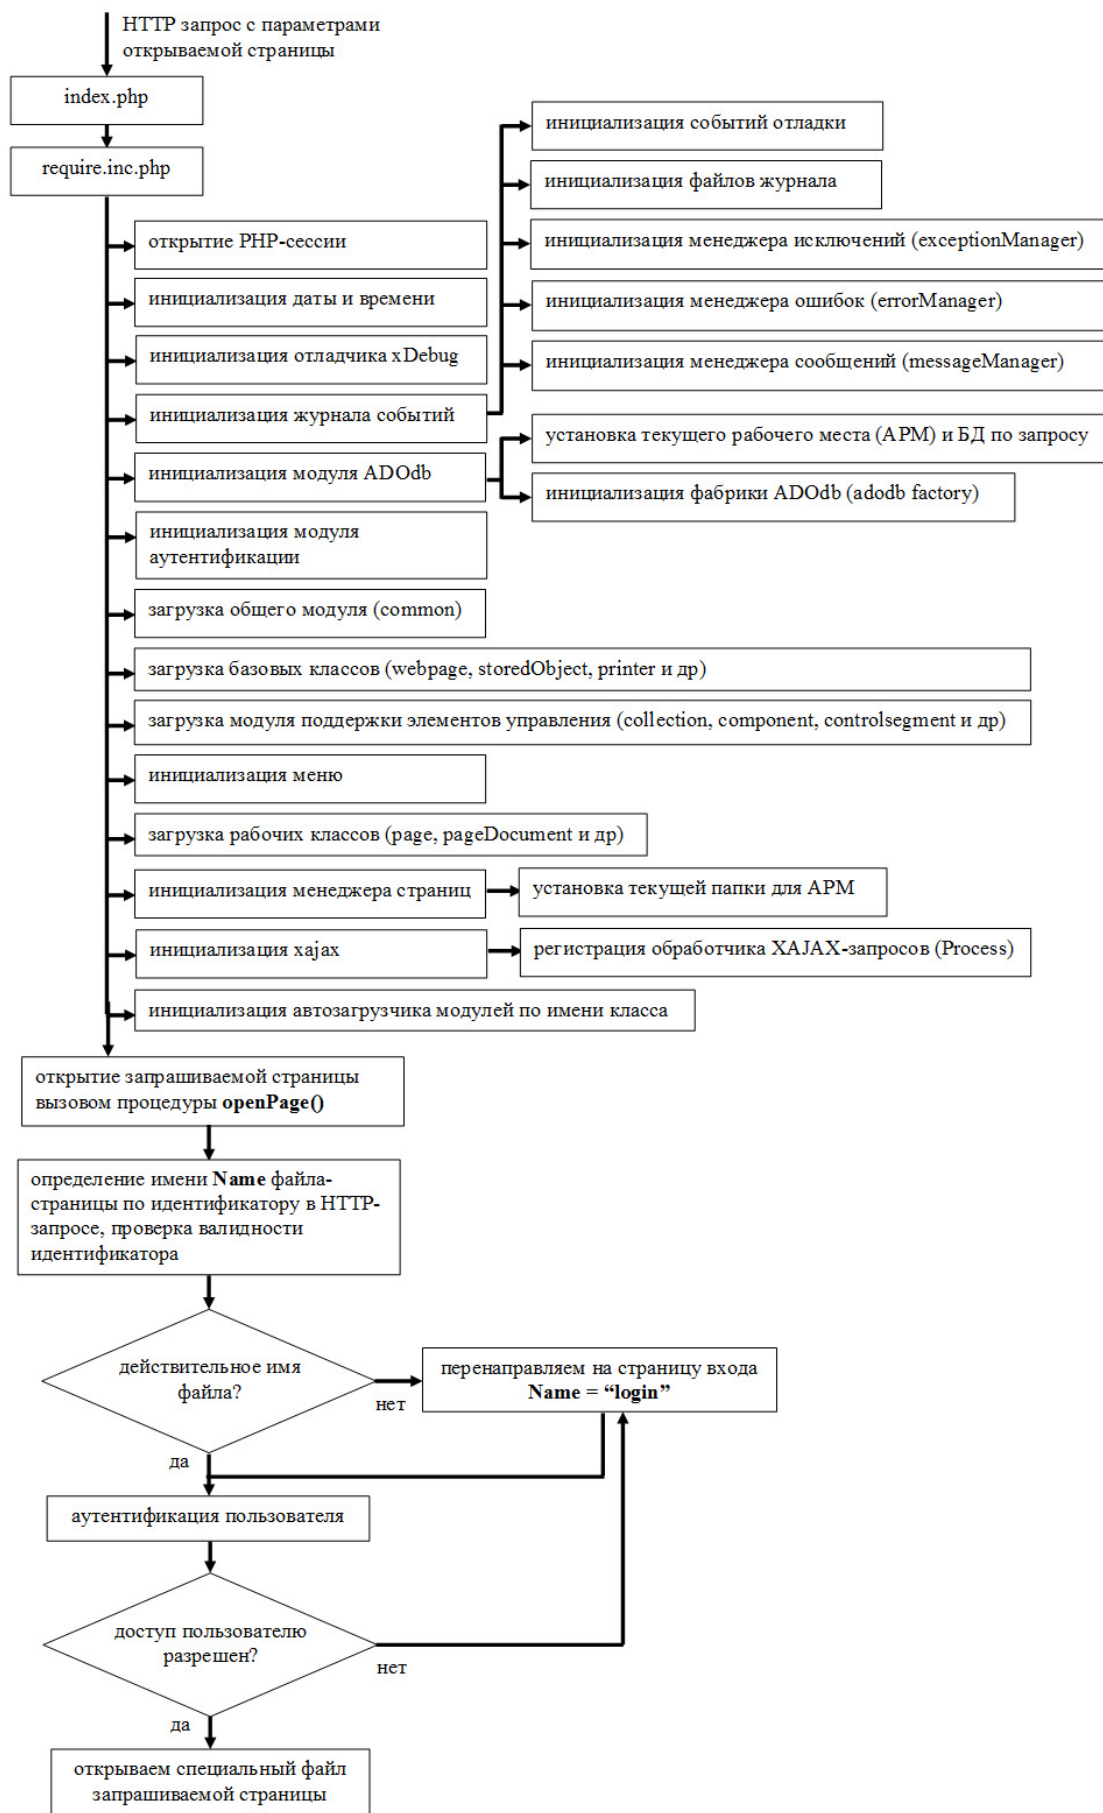 HTTP запрос с параметрами
открываемой страницы
index.php
require.inc.php
открытие PHP-сессии
инициализация даты и времени
инициализация отладчика xDebug
инициализация журнала событий
инициализация событий отладки
инициализация файлов журнала
инициализация менеджера исключений (exceptionManager)
инициализация менеджера ошибок (errorManager)
инициализация менеджера сообщений (messageManager)
инициализация модуля ADOdb
установка текущего рабочего места (АРМ) и БД по запросу
инициализация фабрики ADOdb (adodb factory)
инициализация модуля
аутентификации
загрузка общего модуля (common)
загрузка базовых классов (webpage, storedObject, printer и др)
загрузка модуля поддержки элементов управления (collection, component, controlsegment и др)
инициализация меню
загрузка рабочих классов (page, pageDocument и др)
инициализация менеджера страниц
установка текущей папки для АРМ
инициализация xajax
регистрация обработчика XAJAX-запросов (Process)
инициализация автозагрузчика модулей по имени класса
открытие запрашиваемой страницы
вызовом процедуры openPage()
определение имени Name файла-
страницы по идентификатору в HTTP-
запросе, проверка валидности
идентификатора
действительное имя
файла?
нет
перенаправляем на страницу входа
Name = “login”
да
аутентификация пользователя
доступ пользователю
разрешен?
нет
да
открываем специальный файл
запрашиваемой страницы